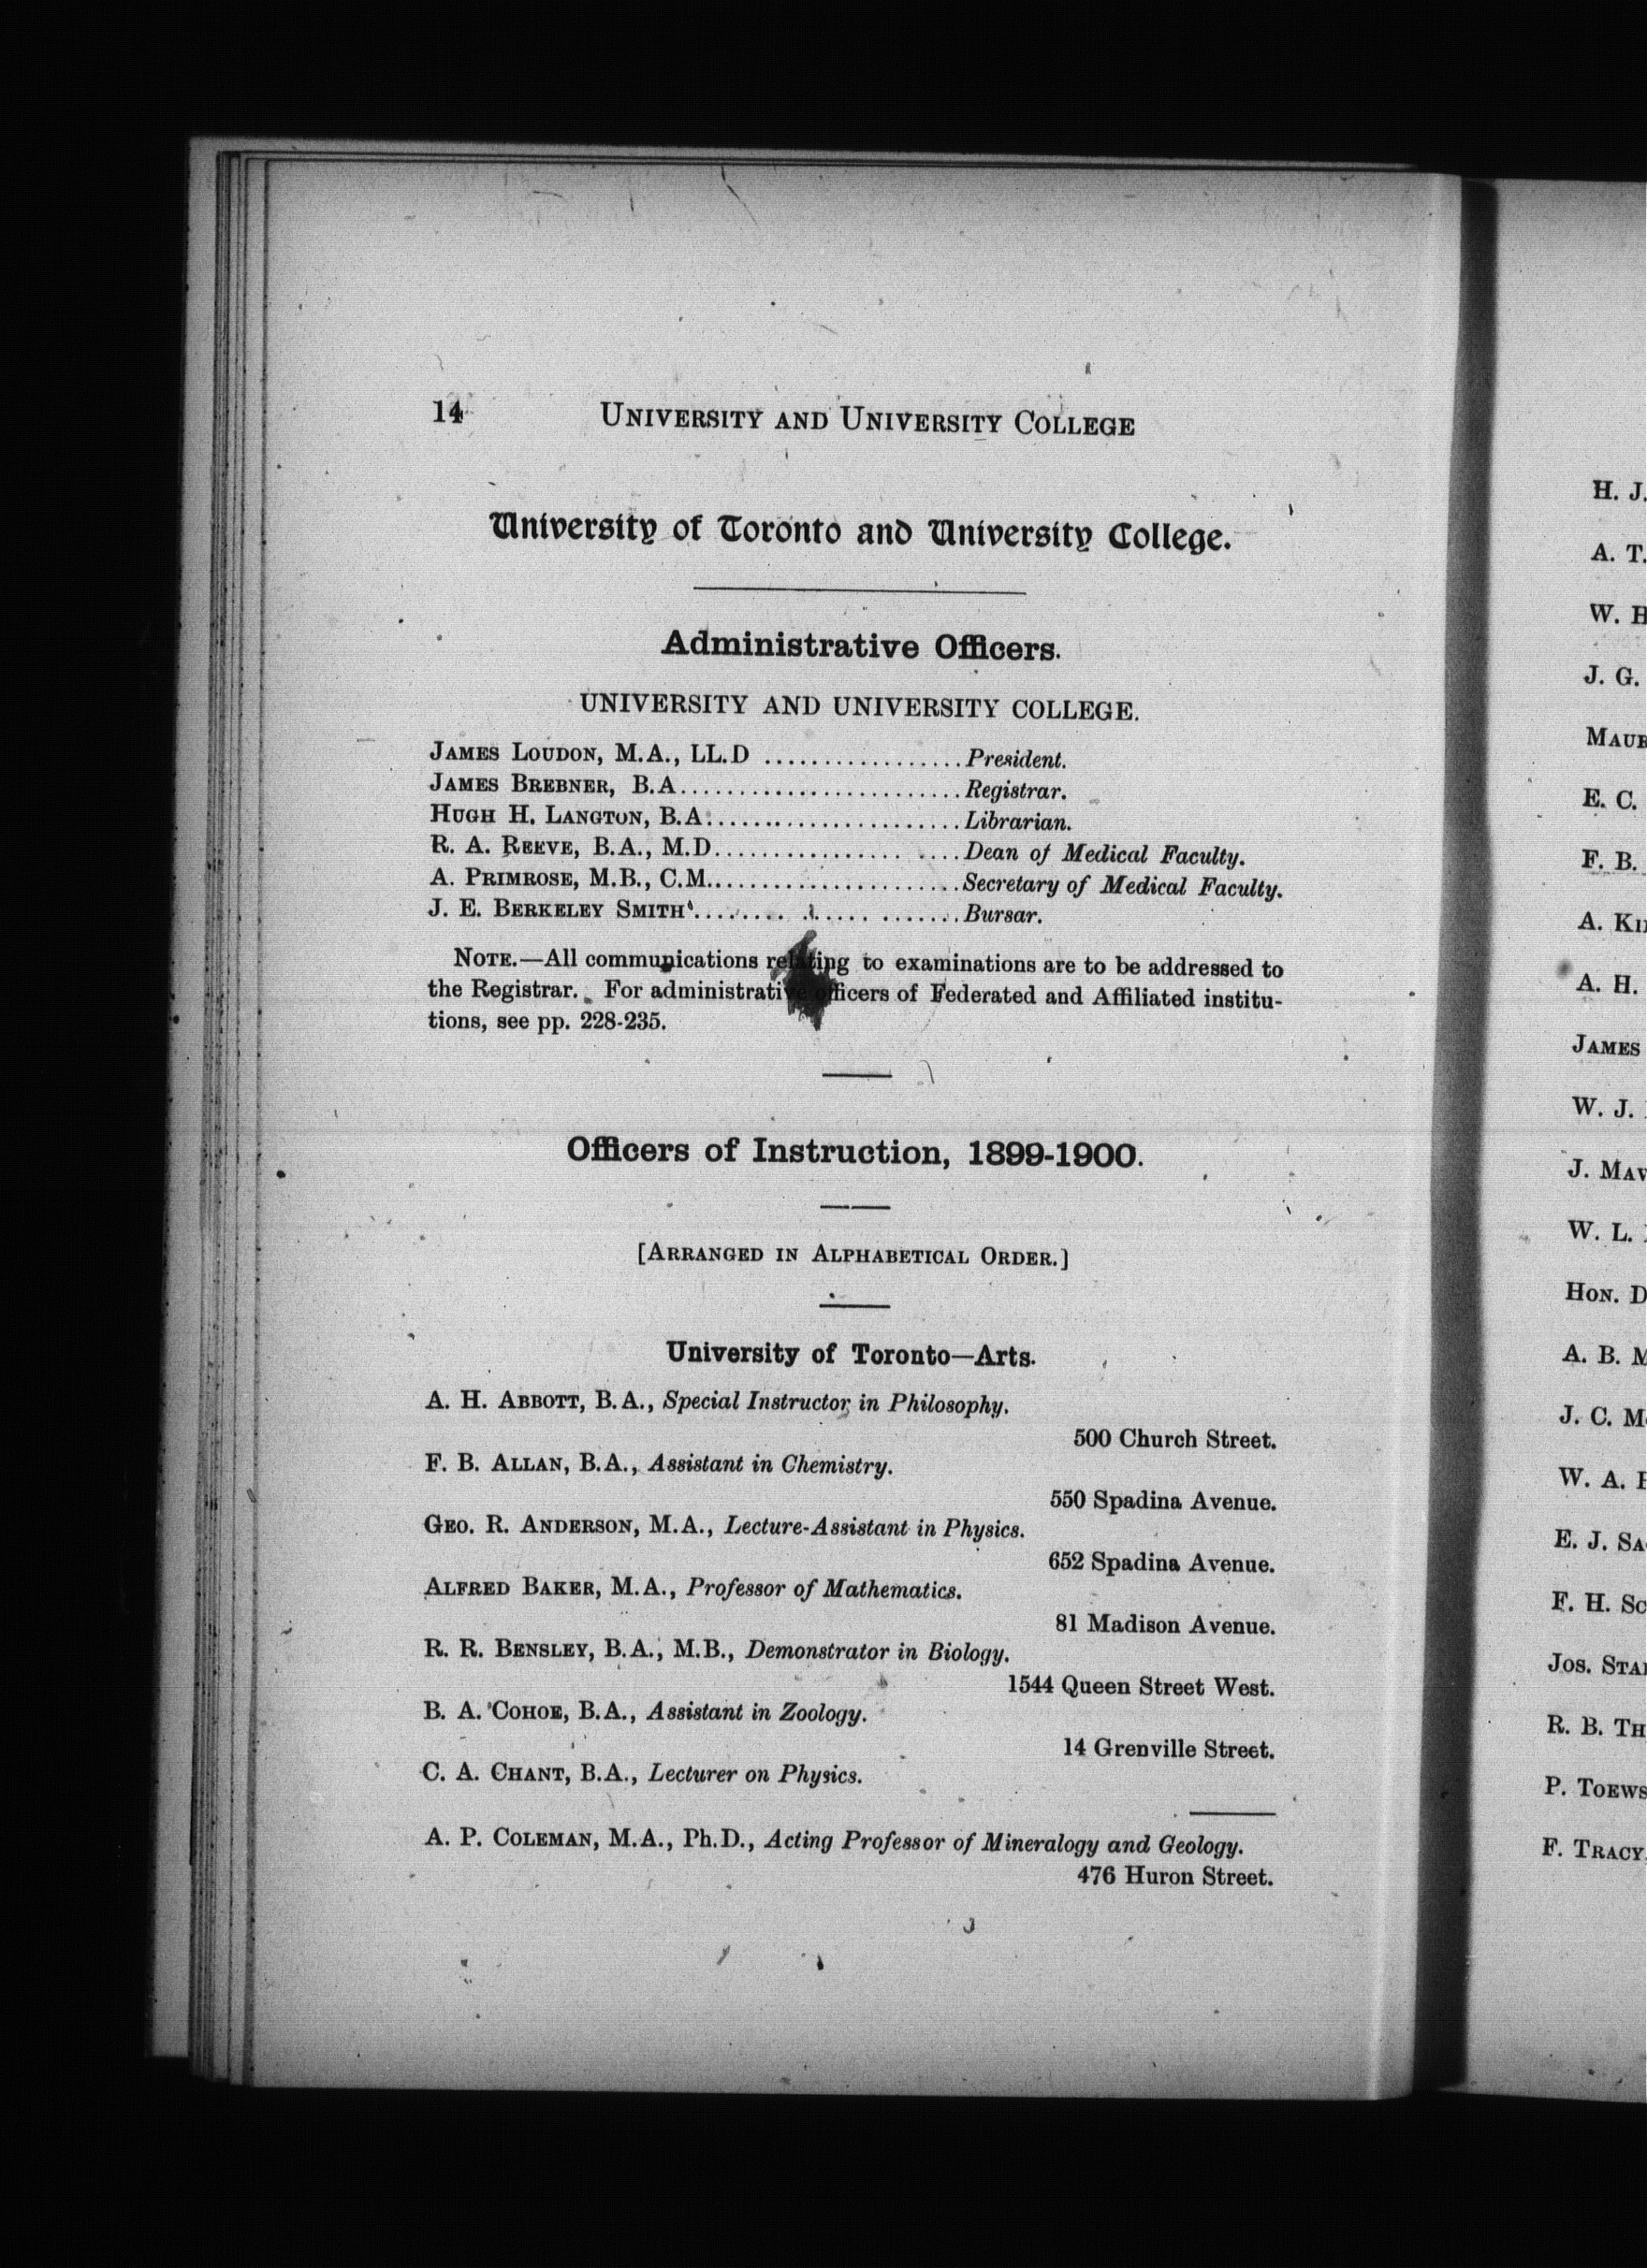 14 UNIVERSITY AND UNIVERSITY COLLEGE
University of Toronto and University College.
Administrative Officers.
UNIVERSITY AND UNIVERSITY COLLEGE.
JAMES LOUDON, M.A., LL.D .................President.
JAMES BREBNER, B.A........................Registrar.
HUGH H. LANGTON, B.A......................Librarian.
R. A. REEVE, B.A., M.D................. ....Dean of Medical Faculty.
A. PRIMROSE, M.B., C.M......................Secretary of Medical Faculty.
J. E. BERKELEY SMITH........ ...... .......Bursar.
NOTE.—All communications relating to examinations are to be addressed to
the Registrar. For administrative officers of Federated and Affiliated institu-
tions, see pp. 228-235.
Officers of Instruction, 1899-1900.
[ARRANGED IN ALPHABETICAL ORDER.]
University of Toronto—Arts.
A. H. ABBOTT, B.A., Special Instructor in Philosophy.
500 Church Street.
F. B. ALLAN, B.A., Assistant in Chemistry.
550 Spadina Avenue.
GEO. R. ANDERSON, M.A., Lecture-Assistant in Physics.
652 Spadina Avenue.
ALFRED BAKER, M.A., Professor of Mathematics.
81 Madison Avenue.
R. R. BENSLEY, B.A., M.B., Demonstrator in Biology.
1544 Queen Street West.
B. A. COHOE, B.A., Assistant in Zoology.
14 Grenville Street.
C. A. CHANT, B.A., Lecturer on Physics.
A. P. COLEMAN, M.A., Ph.D., Acting Professor of Mineralogy and Geology.
476 Huron Street.
H. J.
A. T.
W. H
J. G.
E. C.
F. B.
A. H.
JAMES
W. J.
W. L.
HON. D
A. B. M
J. C. M
W. A.
E. J.
F. H.
JOS.
R. B.
P. TOEWS
F. TRACY